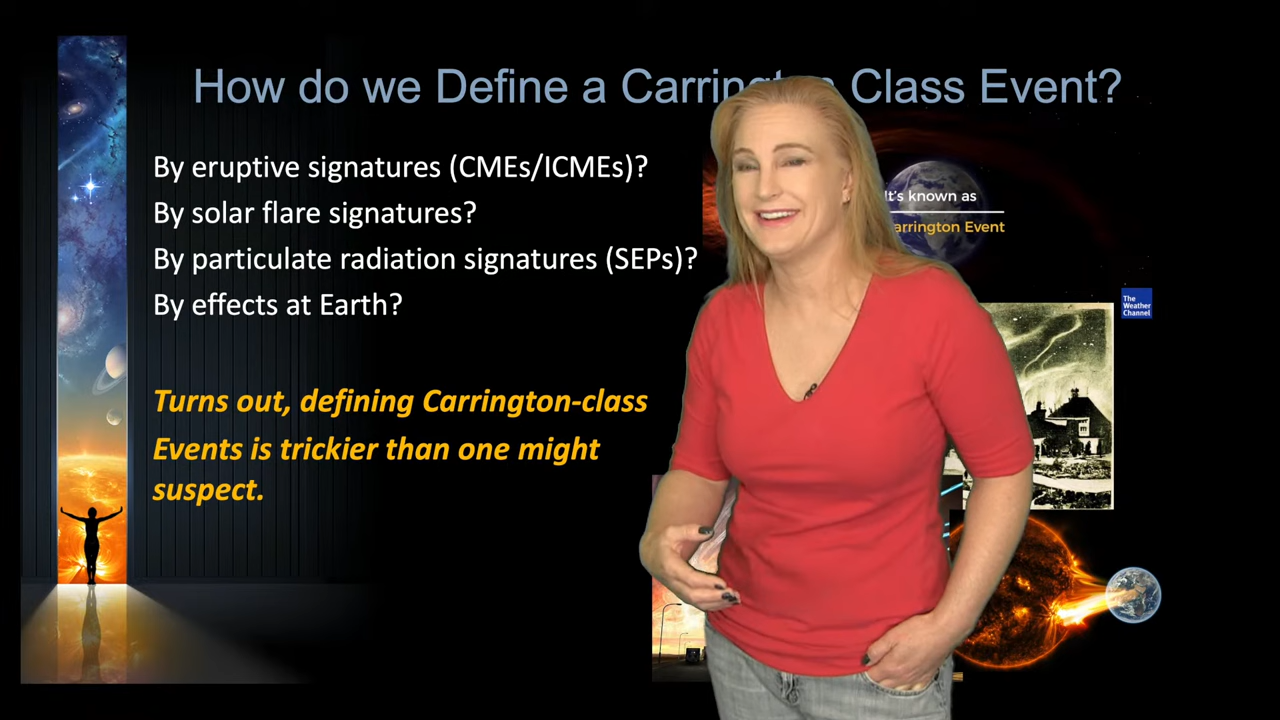 How do we Define a Carrin Class Event?
By eruptive signatures (CMEs/ICMEs)?
By solar flare signatures?
By particulate radiation signatures (SEPs)?
By effects at Earth?
Turns out, defining Carrington-class
Events is trickier than one might
suspect.
It's known as
arrington Event
The
Weather
Channel